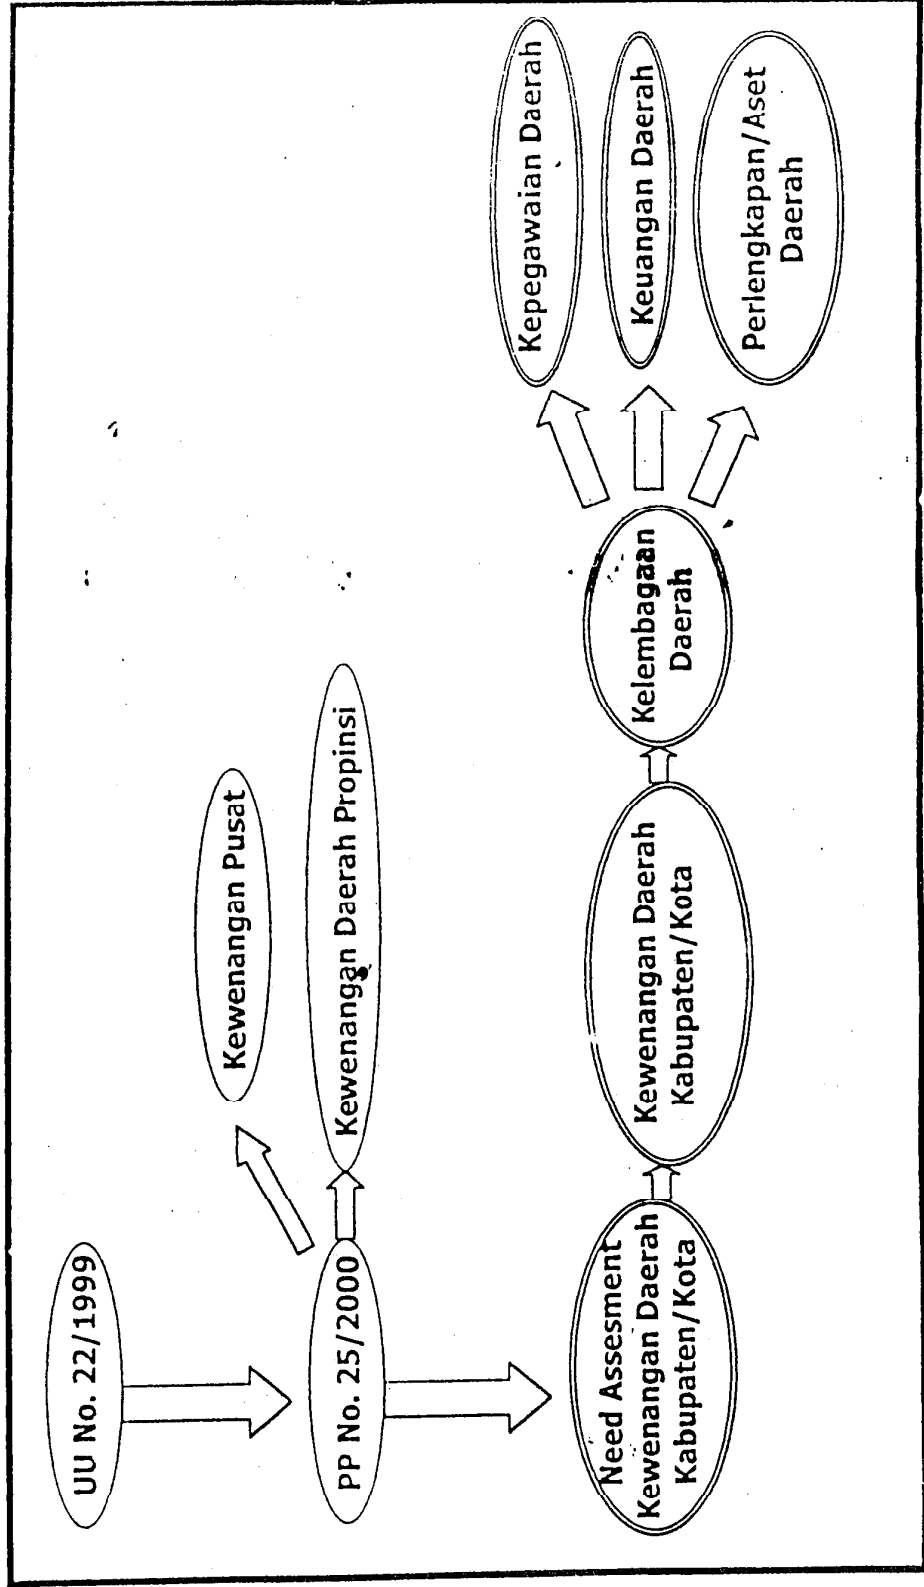 UU No. 22/1999
Kewenangan Pusat
PP No. 25/2000
Kewenangan Daerah Propinsi
Need Assesment
Kewenangan Daerah
Kabupaten/Kota
Kewenangan Daerah
Kabupaten/Kota
Kelembagaan
Daerah
Kepegawaian Daerah
Keuangan Daerah
Perlengkapan/Aset
Daerah